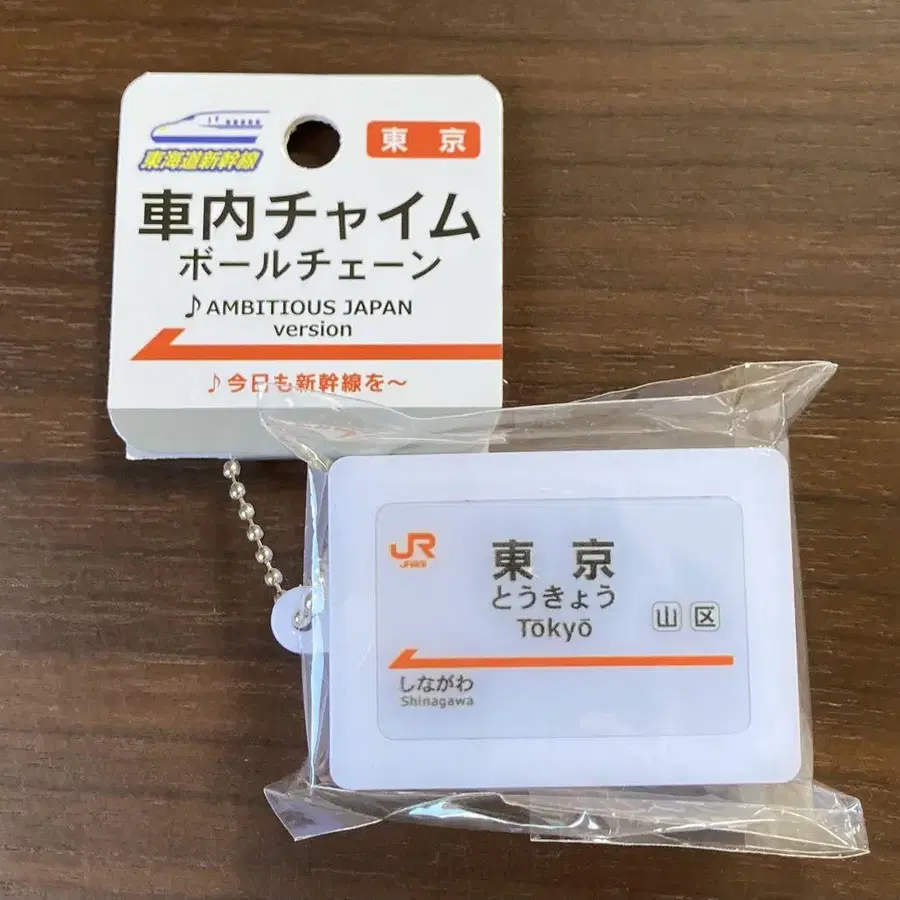 東海道新幹線
東 京
車内チャイム
ボールチェーン
♪AMBITIOUS JAPAN
version
♪今日も新幹線を～
JR
東 京
とうきょう
Tōkyō
山 区
しながわ
Shinagawa